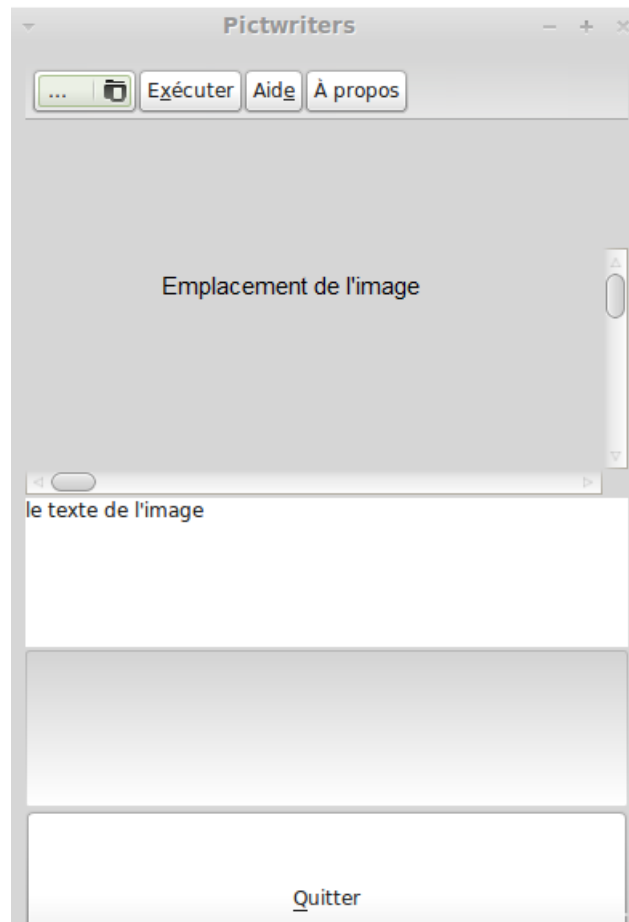 Pictwriters
... Exécuter Aide À propos
Emplacement de l'image
le texte de l'image
Quitter